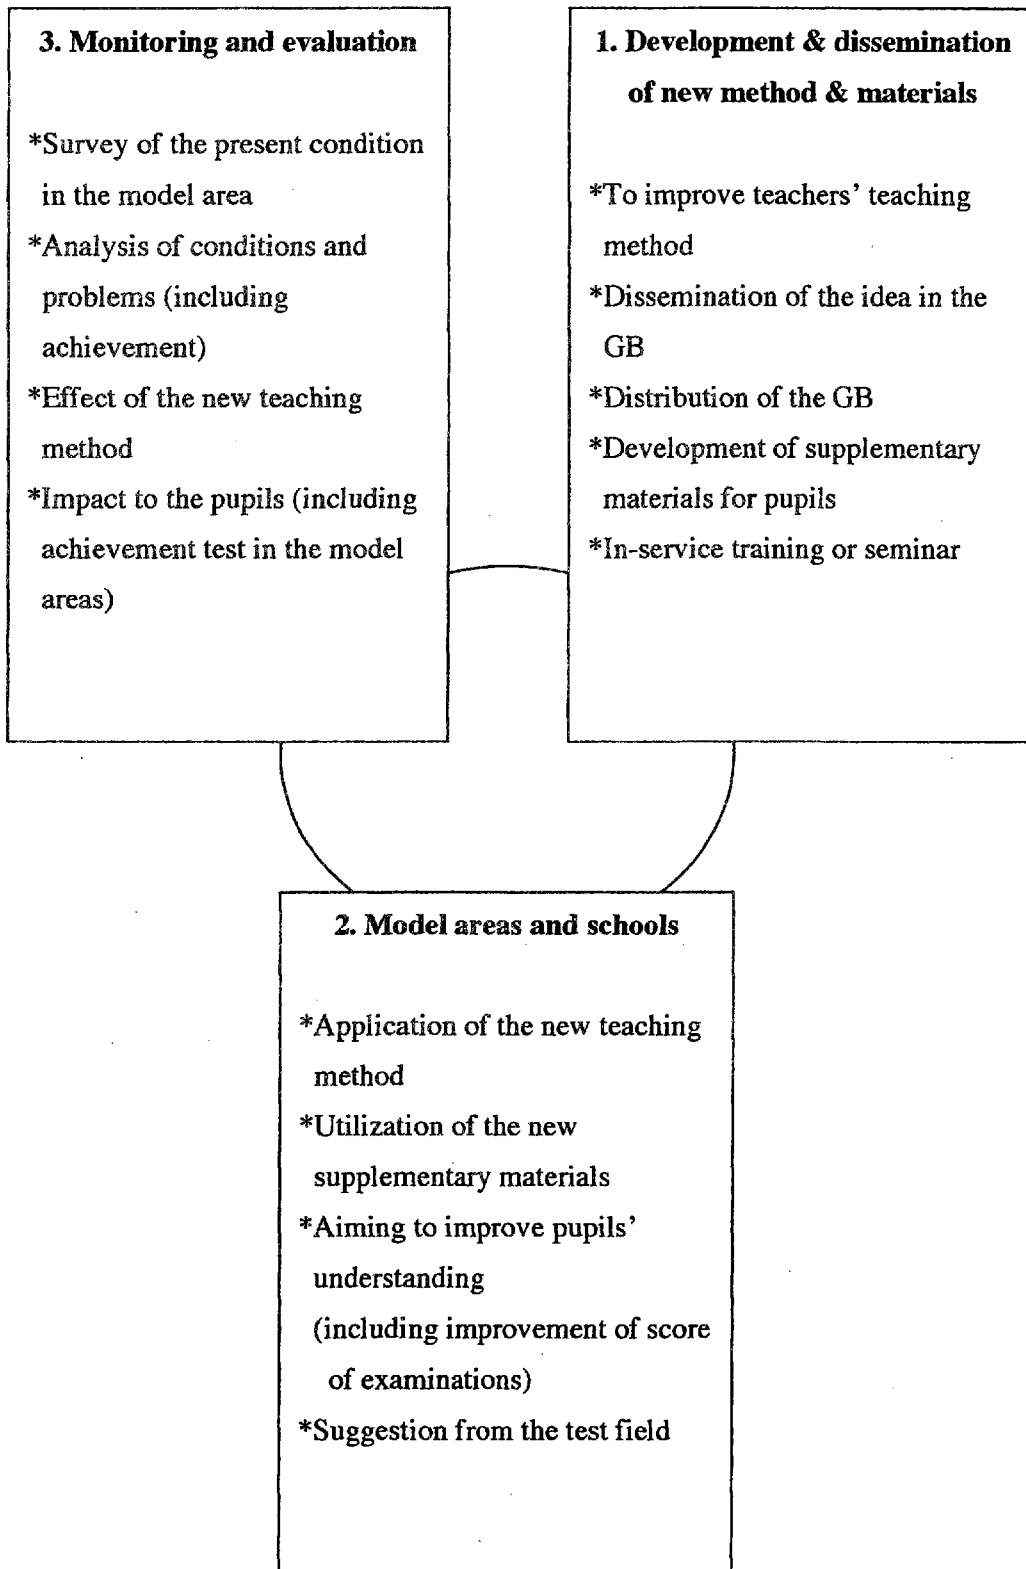 3. Monitoring and evaluation
*Survey of the present condition
in the model area
*Analysis of conditions and
problems (including
achievement)
*Effect of the new teaching
method
*Impact to the pupils (including
achievement test in the model
areas)
1. Development & dissemination
of new method & materials
*To improve teachers' teaching
method
*Dissemination of the idea in the
GB
*Distribution of the GB
*Development of supplementary
materials for pupils
*In-service training or seminar
2. Model areas and schools
*Application of the new teaching
method
*Utilization of the new
supplementary materials
*Aiming to improve pupils'
understanding
(including improvement of score
of examinations)
*Suggestion from the test field